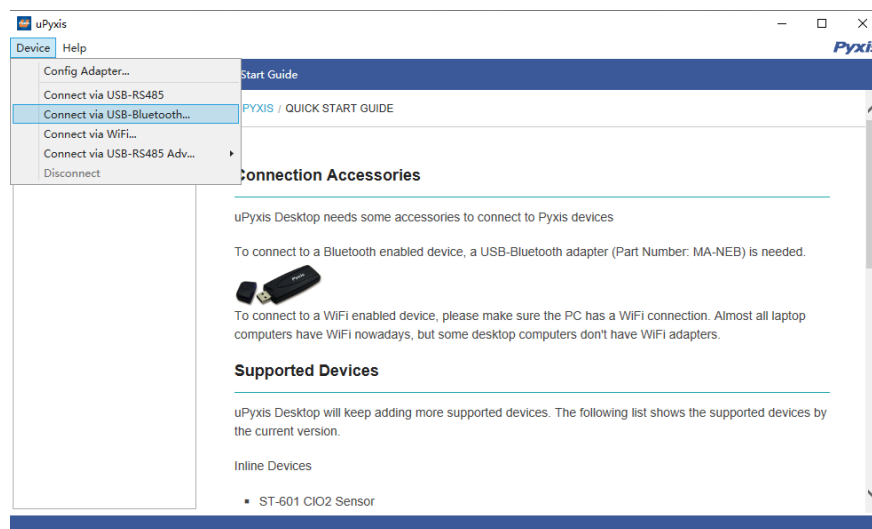 uPyxis
Device Help
Config Adapter...
Connect via USB-RS485
Connect via USB-Bluetooth...
Connect via WiFi...
Connect via USB-RS485 Adv...
Disconnect
Start Guide
PYXIS / QUICK START GUIDE
Connection Accessories
uPyxis Desktop needs some accessories to connect to Pyxis devices
To connect to a Bluetooth enabled device, a USB-Bluetooth adapter (Part Number: MA-NEB) is needed.
Pyxis
To connect to a WiFi enabled device, please make sure the PC has a WiFi connection. Almost all laptop
computers have WiFi nowadays, but some desktop computers don't have WiFi adapters.
Supported Devices
uPyxis Desktop will keep adding more supported devices. The following list shows the supported devices by
the current version.
Inline Devices
▪ ST-601 ClO2 Sensor